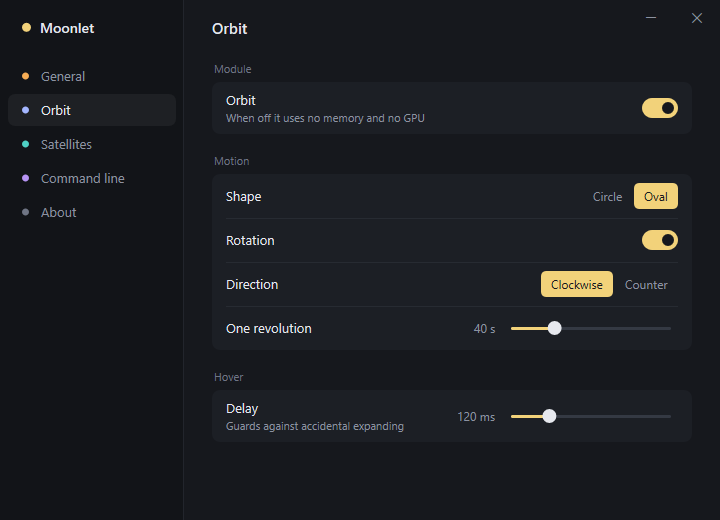 Moonlet
General
Orbit
Satellites
Command line
About
Orbit
Module
Orbit
When off it uses no memory and no GPU
Motion
Shape Circle Oval
Rotation
Direction Clockwise Counter
One revolution 40 s
Hover
Delay 120 ms
Guards against accidental expanding